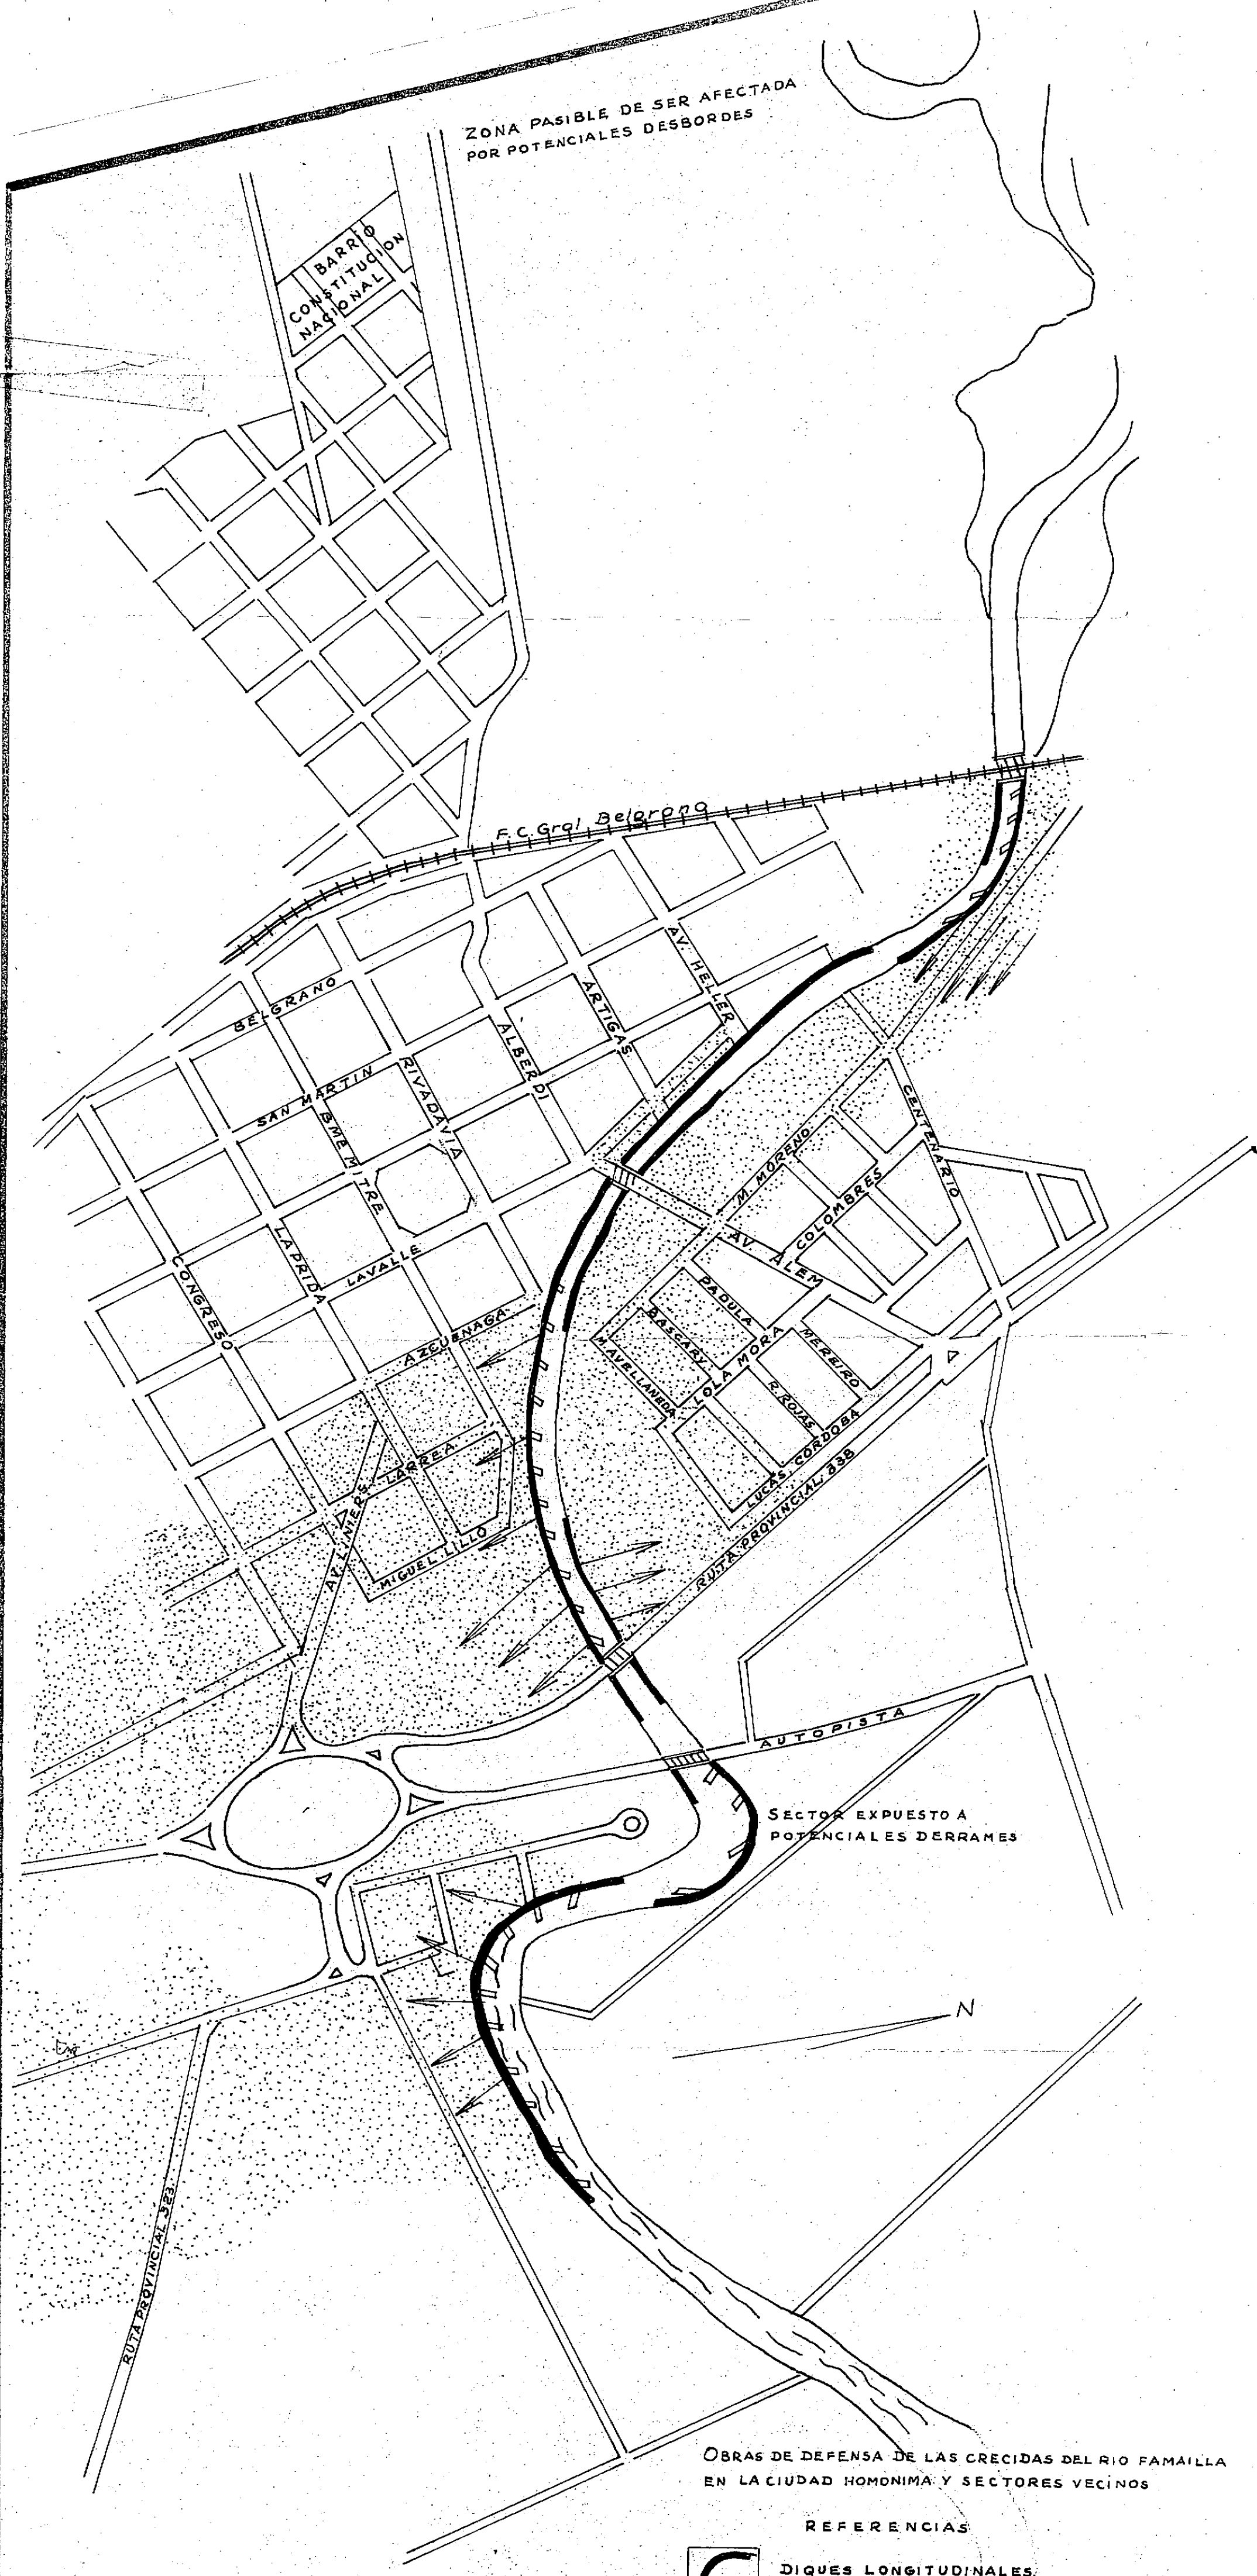 ZONA PASIBLE DE SER AFECTADA
POR POTENCIALES DESBORDES
BARRIO
CONSTITUCION
NACIONAL
F.C. Gral Belgrano
BELGRANO
SAN MARTIN
AV. HELLER
ARTIGAS
ALBERDI
RIVADAVIA
BME MITRE
LAPRIDA
CONGRESO
LAVALLE
AZCUENAGA
CENTENARIO
M. MORENO
COLOMBRES
AV ALEM
PADULA
BASCARY
N. AVELLANEDA
LOLA MORA
MEREIRO
R. ROJAS
LUCAS CORDOBA
RUTA PROVINCIAL 338
LARREA
AV. LINIERS
MIGUEL LILLO
AUTOPISTA
SECTOR EXPUESTO A
POTENCIALES DERRAMES
N
RUTA PROVINCIAL 323
OBRAS DE DEFENSA DE LAS CRECIDAS DEL RIO FAMAILLA
EN LA CIUDAD HOMONIMA Y SECTORES VECINOS
REFERENCIAS
DIQUES LONGITUDINALES